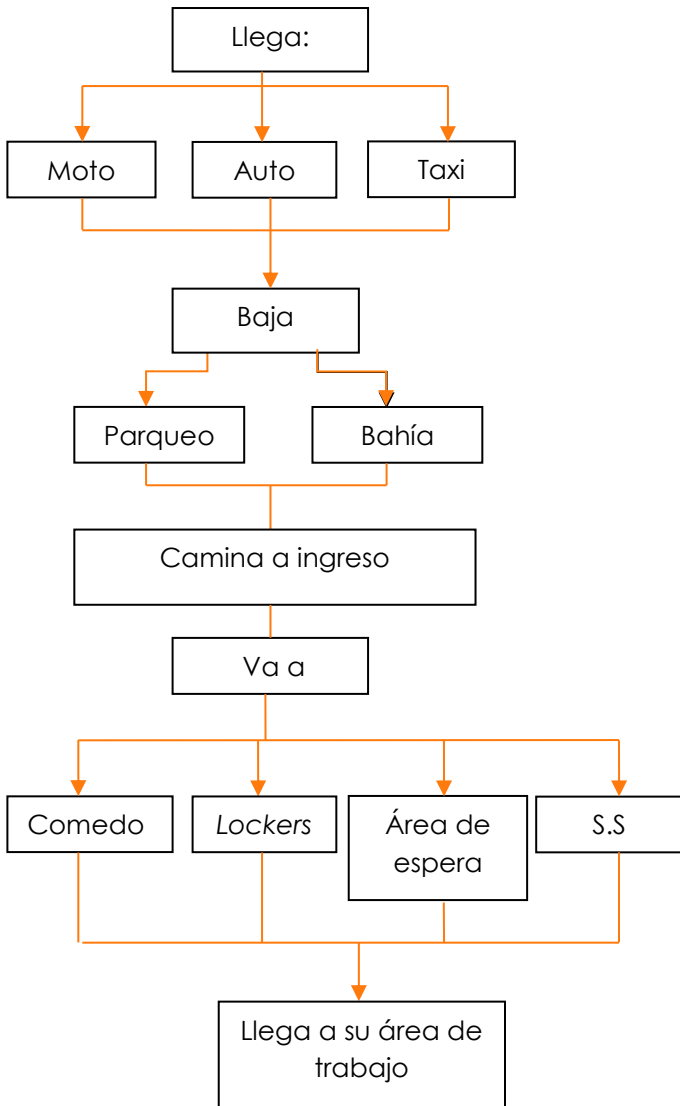 Llega:
Moto
Auto
Taxi
Baja
Parqueo
Bahía
Camina a ingreso
Va a
Comedo
Lockers
Área de
espera
S.S
Llega a su área de
trabajo